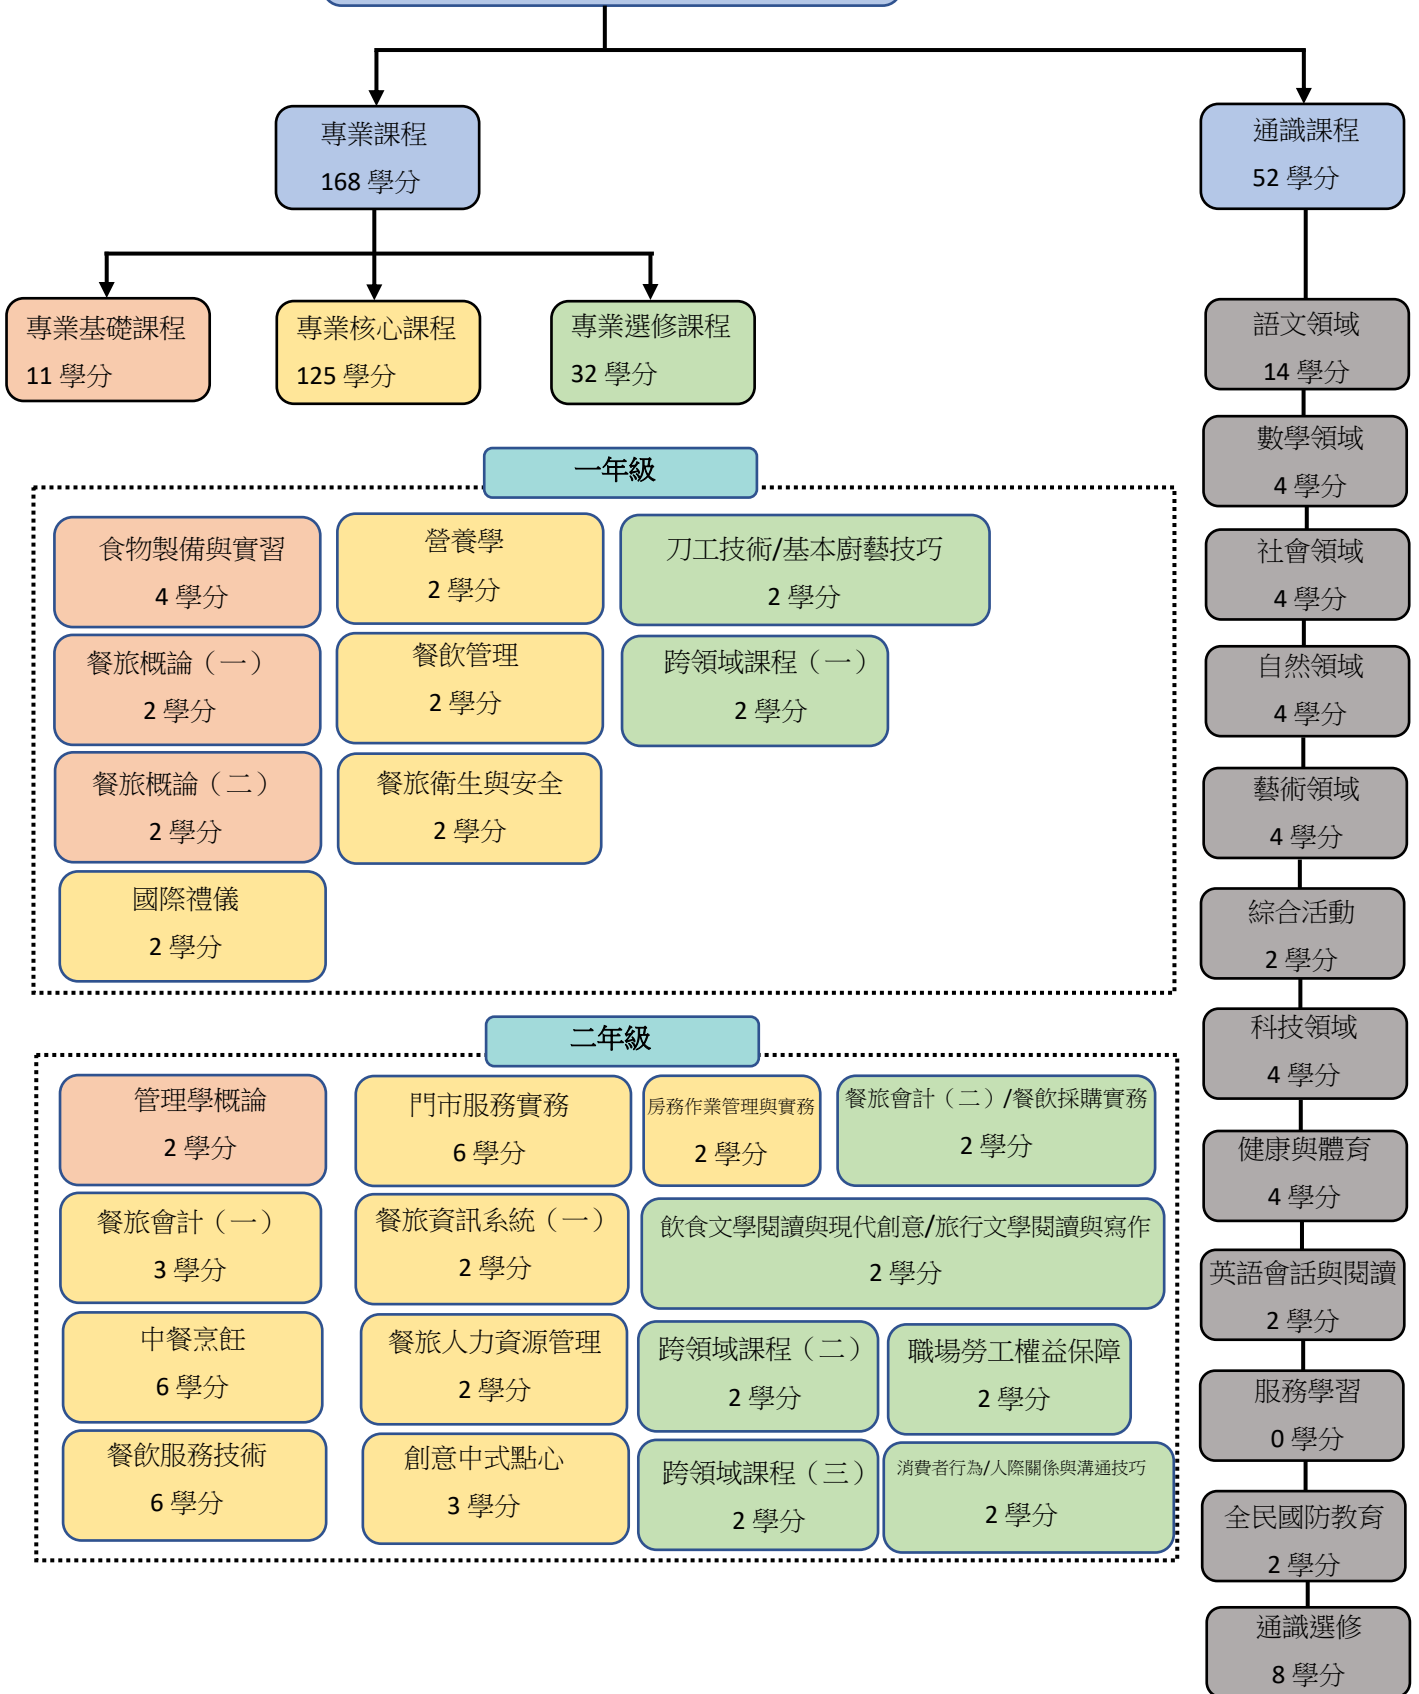 專業課程
168 學分
通識課程
52 學分
專業基礎課程
11 學分
專業核心課程
125 學分
專業選修課程
32 學分
語文領域
14 學分
數學領域
4 學分
社會領域
4 學分
自然領域
4 學分
藝術領域
4 學分
綜合活動
2 學分
科技領域
4 學分
健康與體育
4 學分
英語會話與閱讀
2 學分
服務學習
0 學分
全民國防教育
2 學分
通識選修
8 學分
一年級
食物製備與實習
4 學分
營養學
2 學分
刀工技術/基本廚藝技巧
2 學分
餐旅概論（一）
2 學分
餐飲管理
2 學分
跨領域課程（一）
2 學分
餐旅概論（二）
2 學分
餐旅衛生與安全
2 學分
國際禮儀
2 學分
二年級
管理學概論
2 學分
門市服務實務
6 學分
房務作業管理與實務
2 學分
餐旅會計（二）/餐飲採購實務
2 學分
餐旅會計（一）
3 學分
餐旅資訊系統（一）
2 學分
飲食文學閱讀與現代創意/旅行文學閱讀與寫作
2 學分
中餐烹飪
6 學分
餐旅人力資源管理
2 學分
跨領域課程（二）
2 學分
職場勞工權益保障
2 學分
餐飲服務技術
6 學分
創意中式點心
3 學分
跨領域課程（三）
2 學分
消費者行為/人際關係與溝通技巧
2 學分